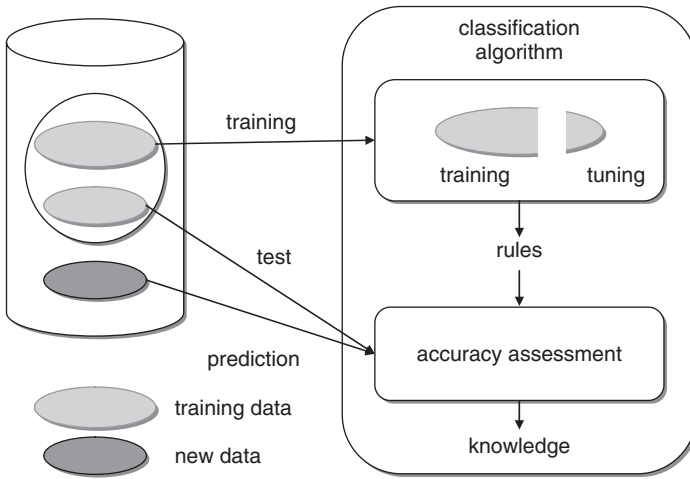 classification
algorithm
training
training tuning
rules
test
accuracy assessment
prediction
training data
knowledge
new data